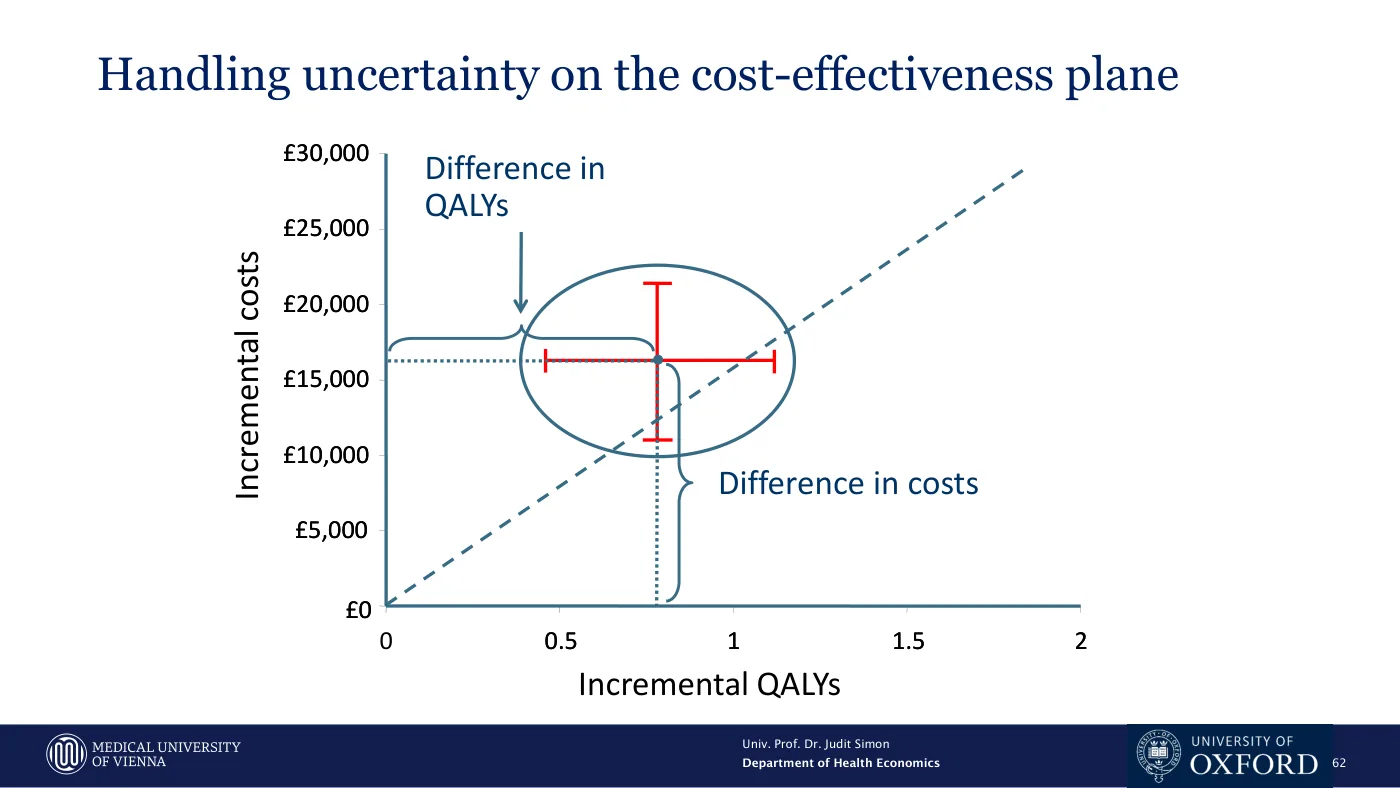 Handling uncertainty on the cost-effectiveness plane
£30,000
£25,000
£20,000
£15,000
£10,000
£5,000
£0
Incremental costs
Difference in
QALYs
Difference in costs
0
0.5
1
1.5
2
Incremental QALYs
MEDICAL UNIVERSITY
OF VIENNA
Univ. Prof. Dr. Judit Simon
Department of Health Economics
UNIVERSITY OF
OXFORD
62